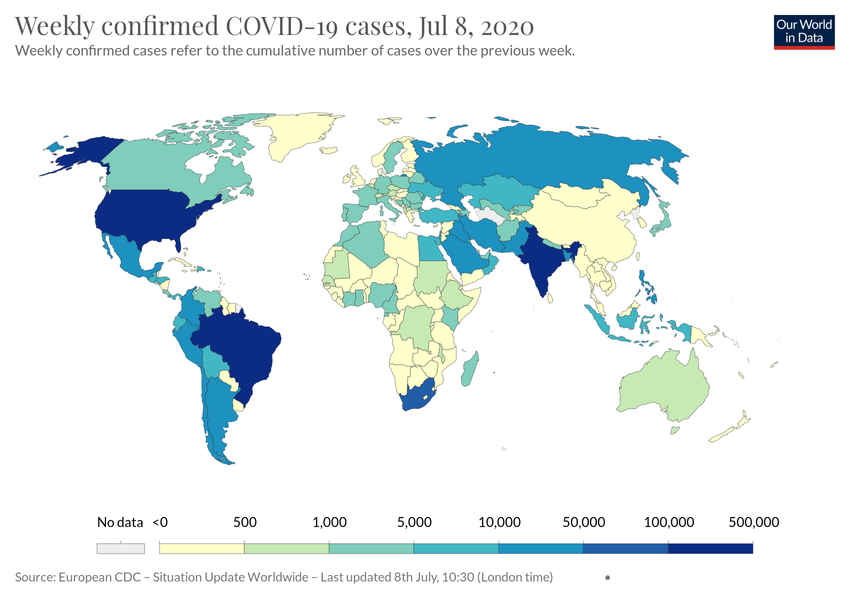 Weekly confirmed COVID-19 cases, Jul 8, 2020
Weekly confirmed cases refer to the cumulative number of cases over the previous week.
Our World
in Data
No data <0 500 1,000 5,000 10,000 50,000 100,000 500,000
Source: European CDC – Situation Update Worldwide – Last updated 8th July, 10:30 (London time) •